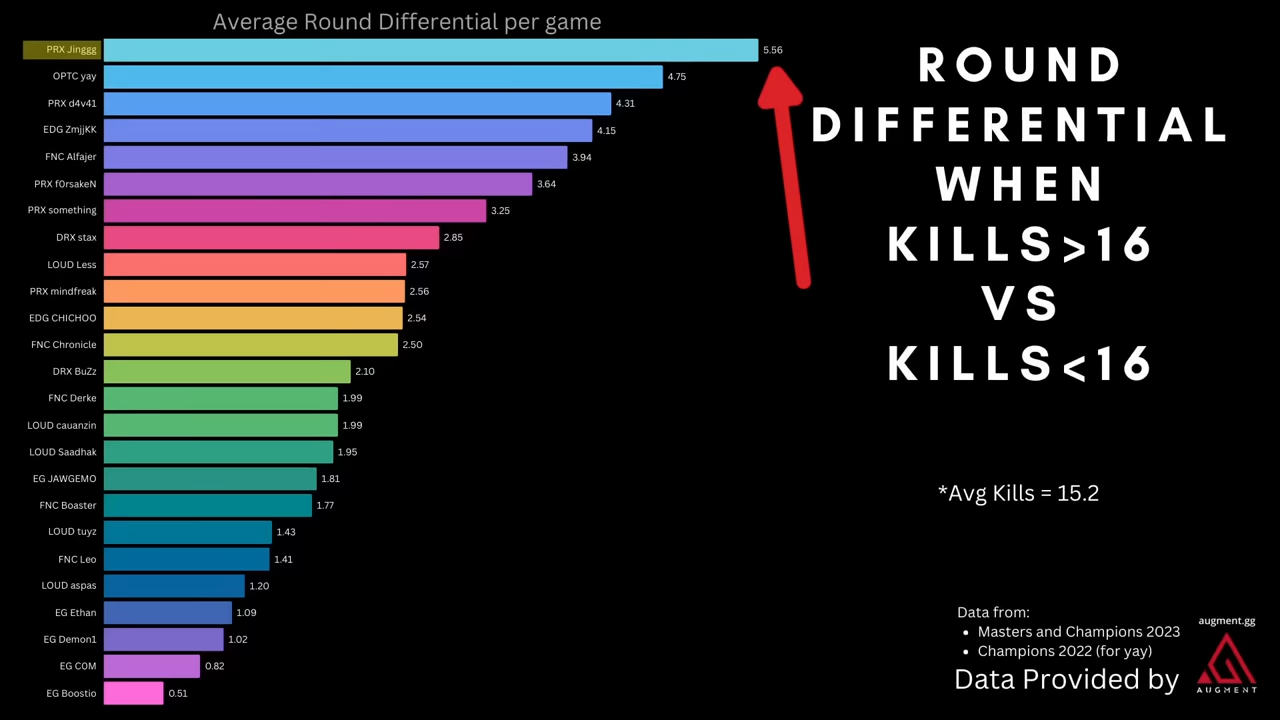 Average Round Differential per game
PRX Jinggg 5.56
OPTC yay 4.75
PRX d4v41 4.31
EDG ZmjjKK 4.15
FNC Alfajer 3.94
PRX f0rsakeN 3.64
PRX something 3.25
DRX stax 2.85
LOUD Less 2.57
PRX mindfreak 2.56
EDG CHICHOO 2.54
FNC Chronicle 2.50
DRX BuZz 2.10
FNC Derke 1.99
LOUD cauanzin 1.99
LOUD Saadhak 1.95
EG JAWGEMO 1.81
FNC Boaster 1.77
LOUD tuyz 1.43
FNC Leo 1.41
LOUD aspas 1.20
EG Ethan 1.09
EG Demon1 1.02
EG C0M 0.82
EG Boostio 0.51
ROUND
DIFFERENTIAL
WHEN
KILLS>16
VS
KILLS<16
*Avg Kills = 15.2
Data from:
• Masters and Champions 2023
• Champions 2022 (for yay)
Data Provided by
augment.gg
AUGMENT